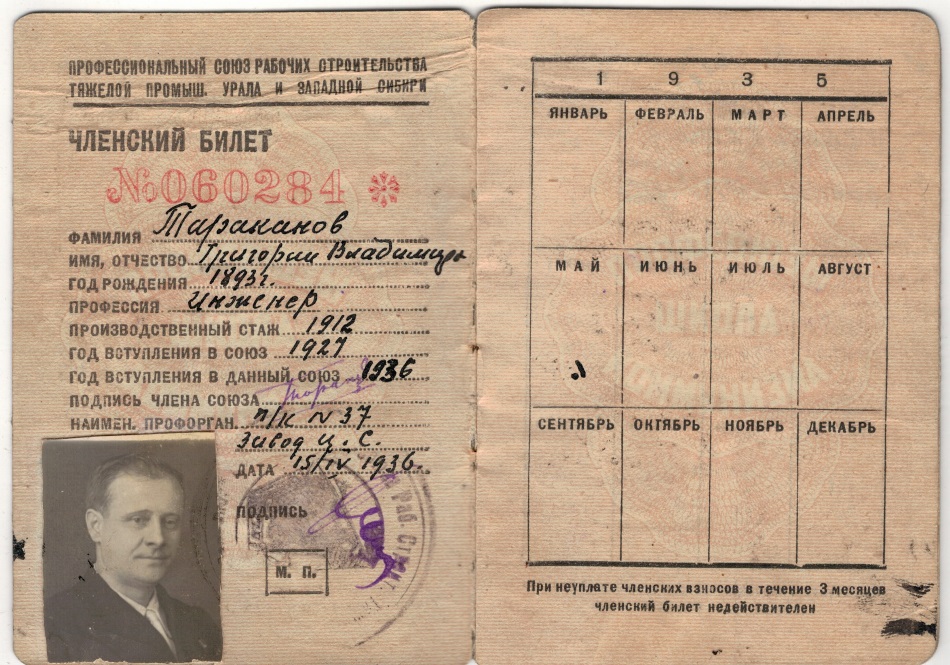 ПРОФЕССИОНАЛЬНЫЙ СОЮЗ РАБОЧИХ СТРОИТЕЛЬСТВА
ТЯЖЕЛОЙ ПРОМЫШ. УРАЛА И ЗАПАДНОЙ СИБИРИ
ЧЛЕНСКИЙ БИЛЕТ
№060284
ФАМИЛИЯ Тараканов
ИМЯ, ОТЧЕСТВО Григории Владимир
ГОД РОЖДЕНИЯ 1893г.
ПРОФЕССИЯ Инженер
ПРОИЗВОДСТВЕННЫЙ СТАЖ 1912
ГОД ВСТУПЛЕНИЯ В СОЮЗ 1927
ГОД ВСТУПЛЕНИЯ В ДАННЫЙ СОЮЗ 1936
ПОДПИСЬ ЧЛЕНА СОЮЗА
НАИМЕН. ПРОФОРГАН. П/К N 37
Завод Ц. С.
ДАТА 15/IV 1936.
ПОДПИСЬ
М. П.
1 9 3 5
ЯНВАРЬ ФЕВРАЛЬ МАРТ АПРЕЛЬ
МАЙ ИЮНЬ ИЮЛЬ АВГУСТ
СЕНТЯБРЬ ОКТЯБРЬ НОЯБРЬ ДЕКАБРЬ
При неуплате членских взносов в течение 3 месяцев
членский билет недействителен